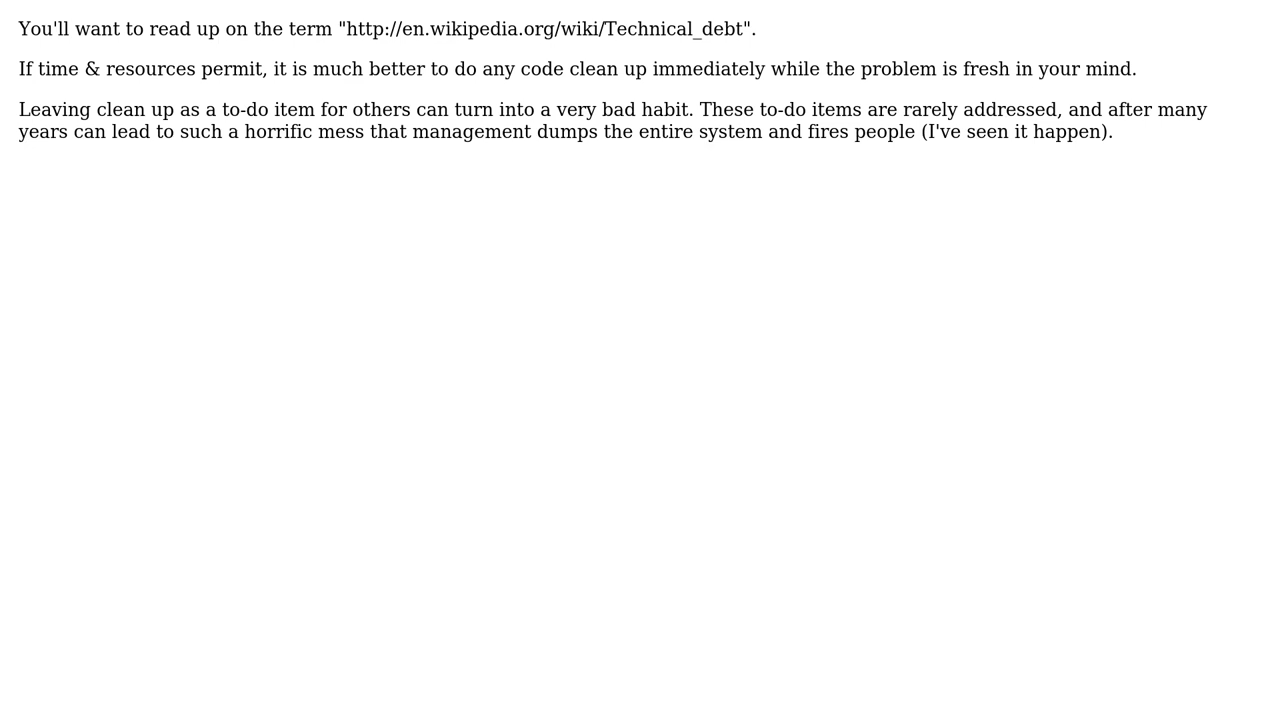 You'll want to read up on the term "http://en.wikipedia.org/wiki/Technical_debt".
If time & resources permit, it is much better to do any code clean up immediately while the problem is fresh in your mind.
Leaving clean up as a to-do item for others can turn into a very bad habit. These to-do items are rarely addressed, and after many
years can lead to such a horrific mess that management dumps the entire system and fires people (I've seen it happen).